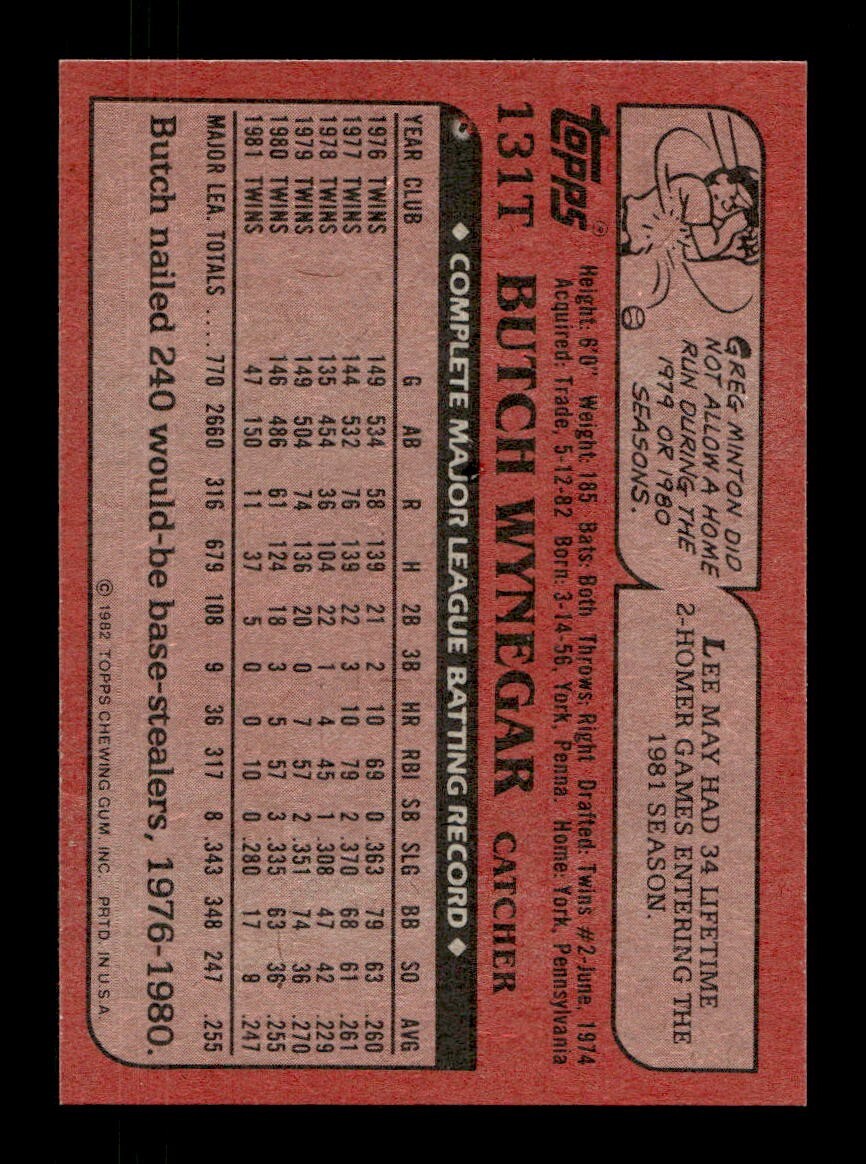 GREG MINTON DID
NOT ALLOW A HOME
RUN DURING THE
1979 OR 1980
SEASONS.
LEE MAY HAD 34 LIFETIME
2-HOMER GAMES ENTERING THE
1981 SEASON.
Topps®
Height: 6'0" Weight: 185 Bats: Both Throws: Right Drafted: Twins #2-June, 1974
Acquired: Trade, 5-12-82 Born: 3-14-56, York, Penna. Home: York, Pennsylvania
131T BUTCH WYNEGAR CATCHER
◆ COMPLETE MAJOR LEAGUE BATTING RECORD ◆
YEAR CLUB G AB R H 2B 3B HR RBI SB SLG BB SO AVG
1976 TWINS 149 534 58 139 21 2 10 69 0 .363 79 63 .260
1977 TWINS 144 532 76 139 22 3 10 79 2 .370 68 61 .261
1978 TWINS 135 454 36 104 22 1 4 45 1 .308 47 42 .229
1979 TWINS 149 504 74 136 20 0 7 57 2 .351 74 36 .270
1980 TWINS 146 486 61 124 18 3 5 57 3 .335 63 36 .255
1981 TWINS 47 150 11 37 5 0 0 10 0 .280 17 8 .247
MAJOR LEA. TOTALS .... 770 2660 316 679 108 9 36 317 8 .343 348 247 .255
Butch nailed 240 would-be base-stealers, 1976-1980.
© 1982 TOPPS CHEWING GUM, INC. PRTD. IN U.S.A.